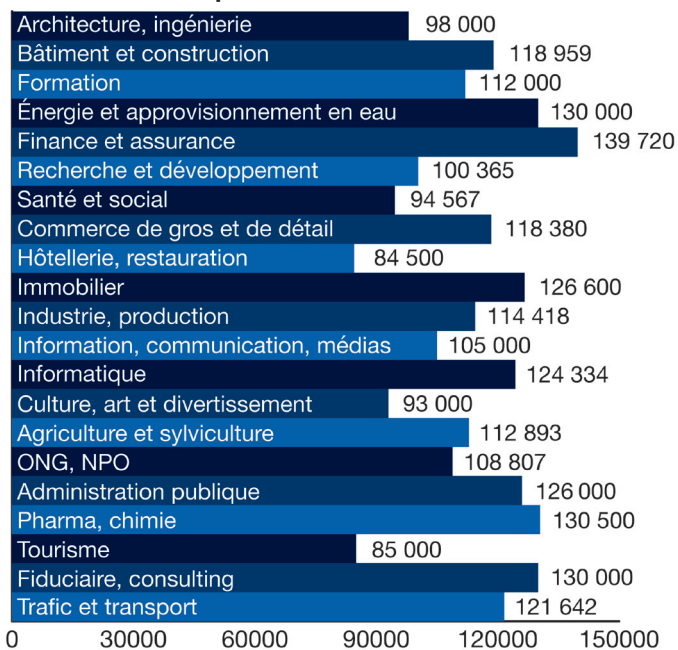 Architecture, ingénierie 98 000
Bâtiment et construction 118 959
Formation 112 000
Énergie et approvisionnement en eau 130 000
Finance et assurance 139 720
Recherche et développement 100 365
Santé et social 94 567
Commerce de gros et de détail 118 380
Hôtellerie, restauration 84 500
Immobilier 126 600
Industrie, production 114 418
Information, communication, médias 105 000
Informatique 124 334
Culture, art et divertissement 93 000
Agriculture et sylviculture 112 893
ONG, NPO 108 807
Administration publique 126 000
Pharma, chimie 130 500
Tourisme 85 000
Fiduciaire, consulting 130 000
Trafic et transport 121 642
0 30000 60000 90000 120000 150000